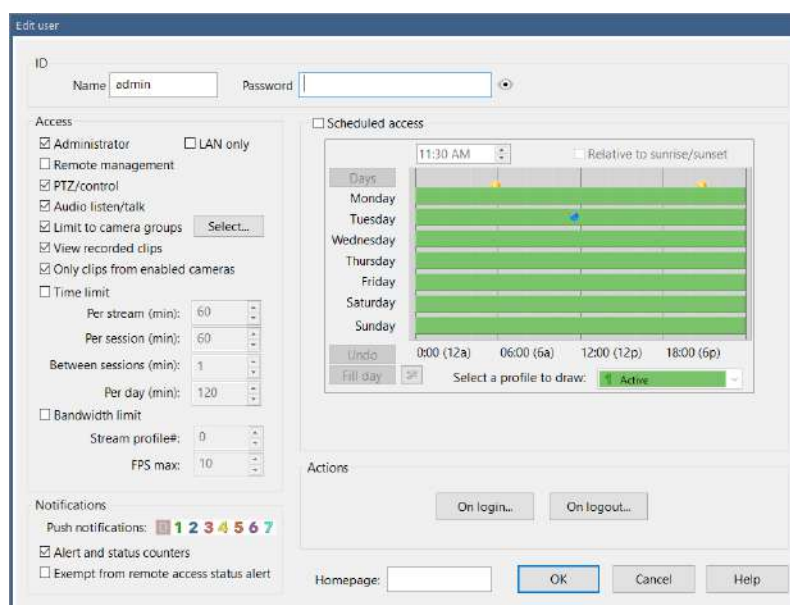 Edit user
ID
Name admin Password
Access
Administrator LAN only
Remote management
PTZ/control
Audio listen/talk
Limit to camera groups Select...
View recorded clips
Only clips from enabled cameras
Time limit
Per stream (min): 60
Per session (min): 60
Between sessions (min): 1
Per day (min): 120
Bandwidth limit
Stream profile#: 0
FPS max: 10
Notifications
Push notifications: 1 2 3 4 5 6 7
Alert and status counters
Exempt from remote access status alert
Scheduled access
11:30 AM Relative to sunrise/sunset
Days
Monday
Tuesday
Wednesday
Thursday
Friday
Saturday
Sunday
Undo 0:00 (12a) 06:00 (6a) 12:00 (12p) 18:00 (6p)
Fill day Select a profile to draw: 1 Active
Actions
On login... On logout...
Homepage: OK Cancel Help